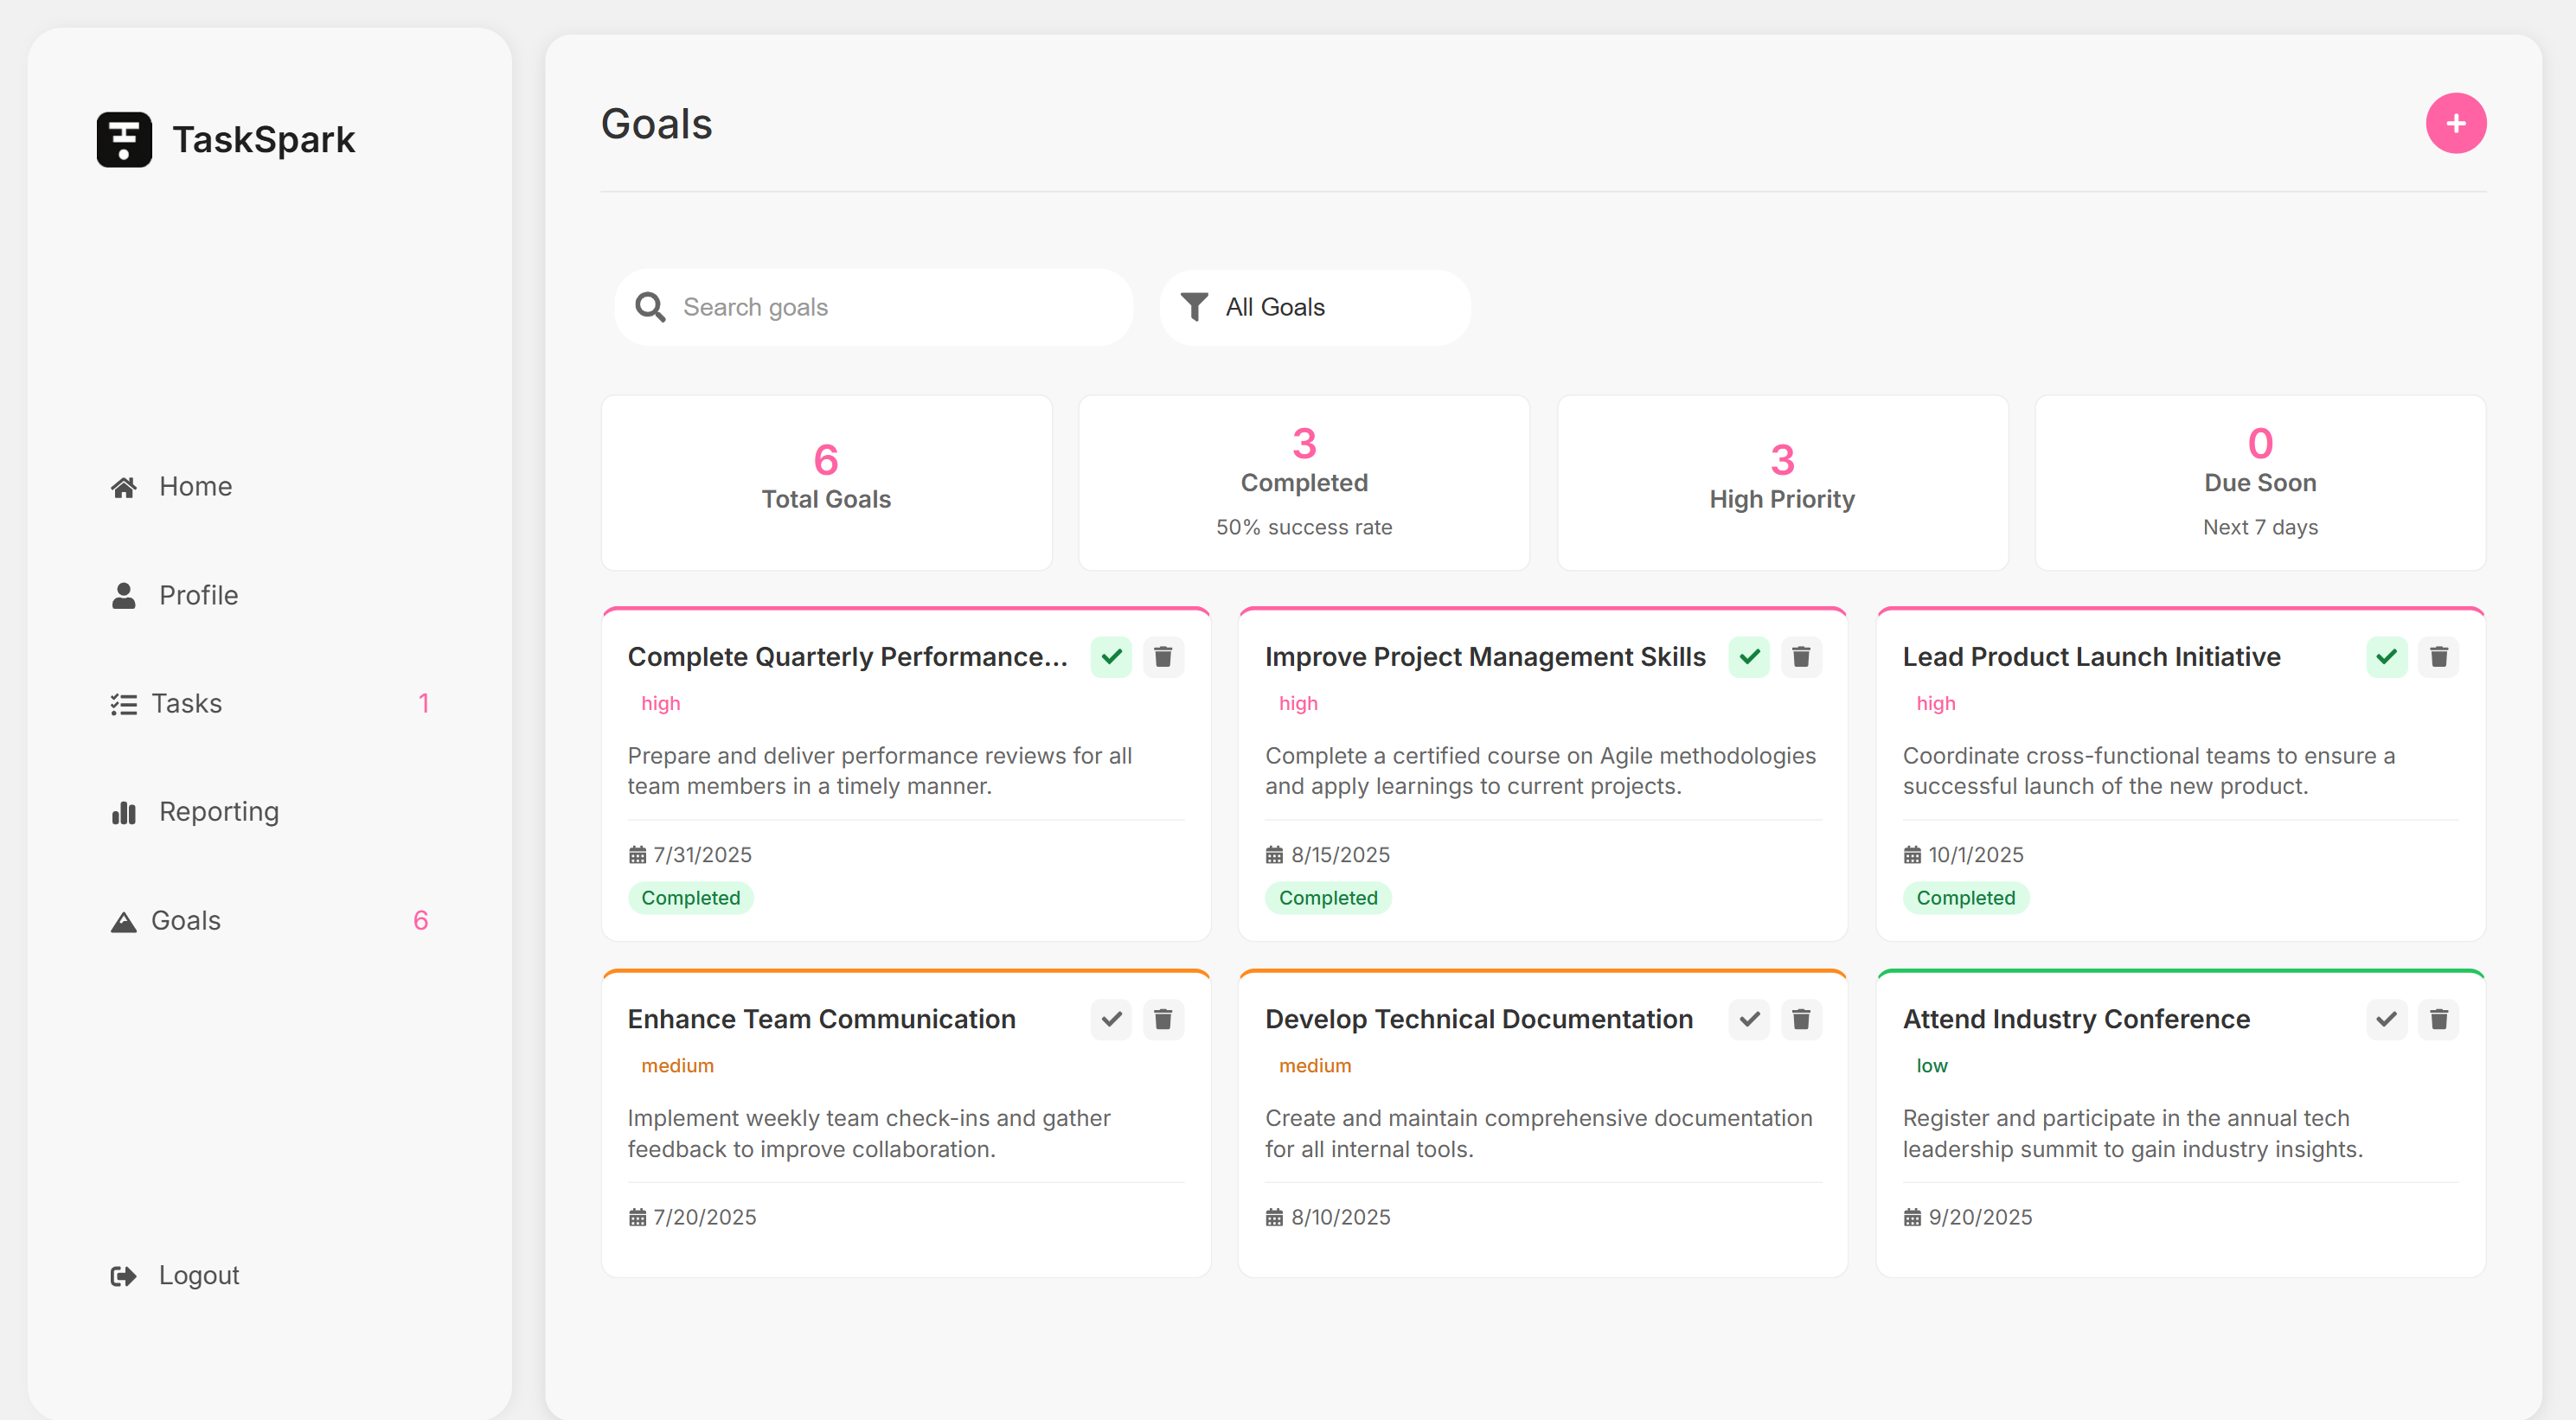 TaskSpark
Home
Profile
Tasks 1
Reporting
Goals 6
Logout
Goals
Search goals
All Goals
6
Total Goals
3
Completed
50% success rate
3
High Priority
0
Due Soon
Next 7 days
Complete Quarterly Performance...
high
Prepare and deliver performance reviews for all
team members in a timely manner.
7/31/2025
Completed
Improve Project Management Skills
high
Complete a certified course on Agile methodologies
and apply learnings to current projects.
8/15/2025
Completed
Lead Product Launch Initiative
high
Coordinate cross-functional teams to ensure a
successful launch of the new product.
10/1/2025
Completed
Enhance Team Communication
medium
Implement weekly team check-ins and gather
feedback to improve collaboration.
7/20/2025
Develop Technical Documentation
medium
Create and maintain comprehensive documentation
for all internal tools.
8/10/2025
Attend Industry Conference
low
Register and participate in the annual tech
leadership summit to gain industry insights.
9/20/2025